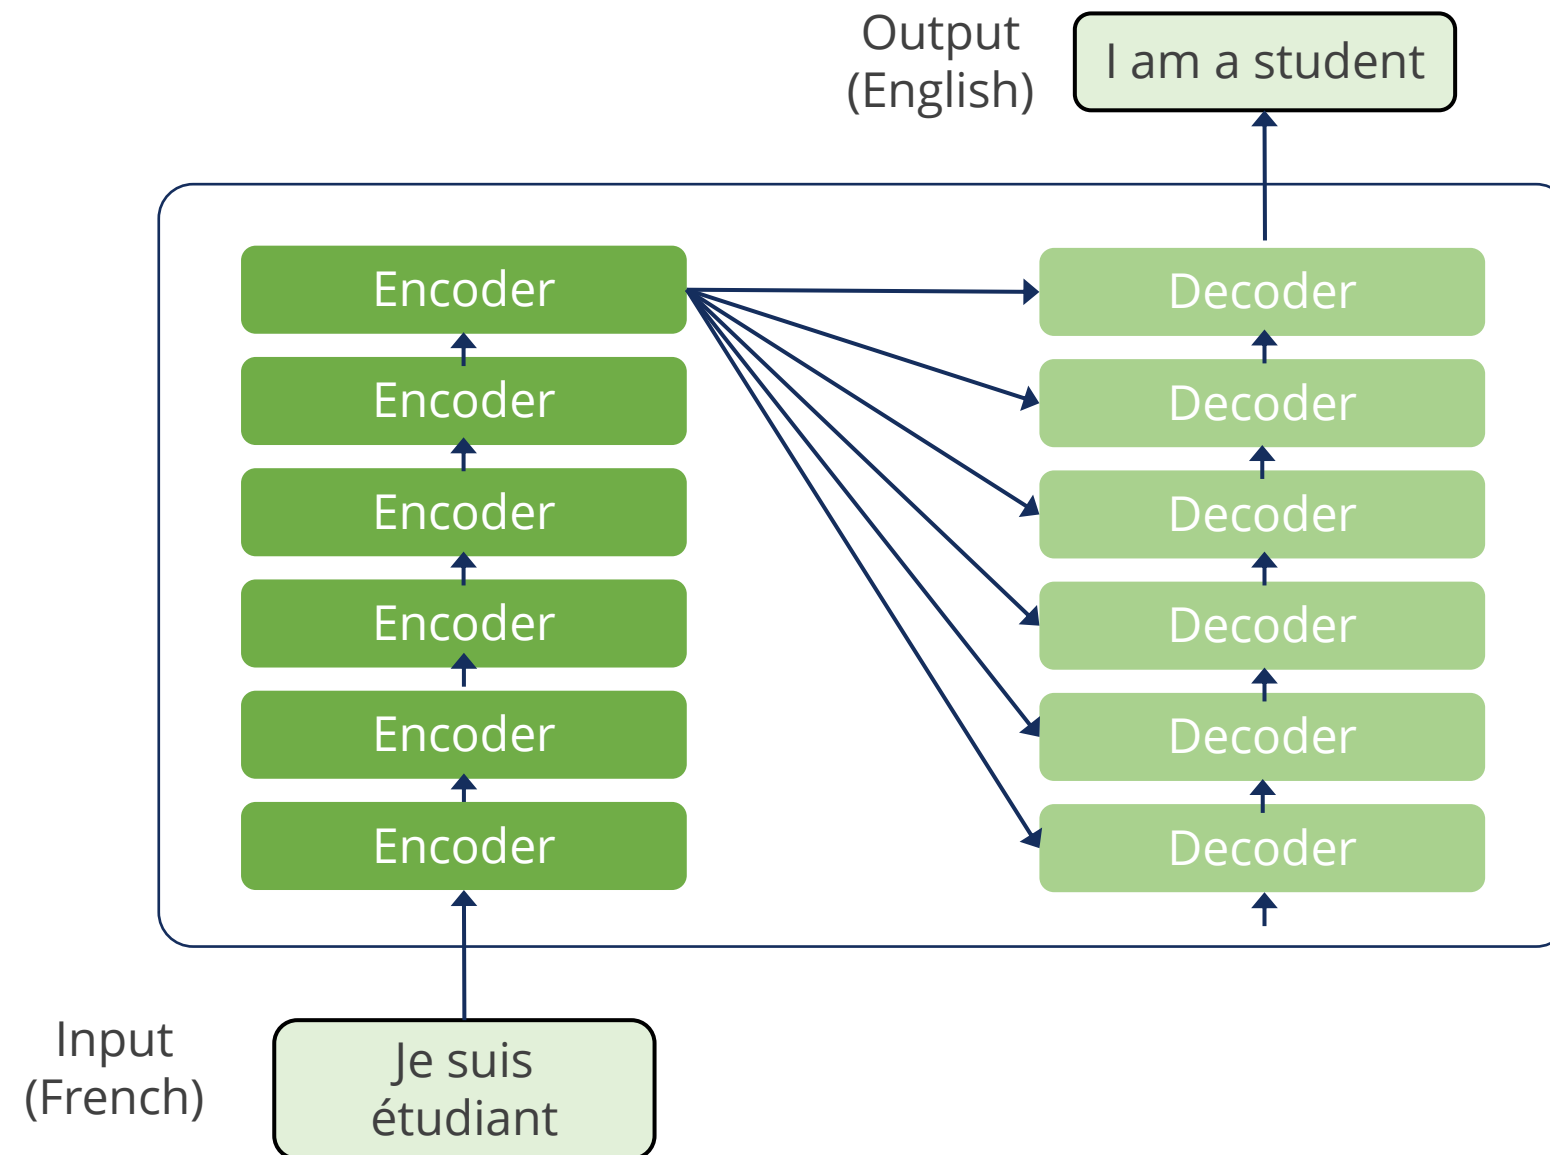 Output
(English)
I am a student
Encoder
Encoder
Encoder
Encoder
Encoder
Encoder
Decoder
Decoder
Decoder
Decoder
Decoder
Decoder
Input
(French)
Je suis
étudiant